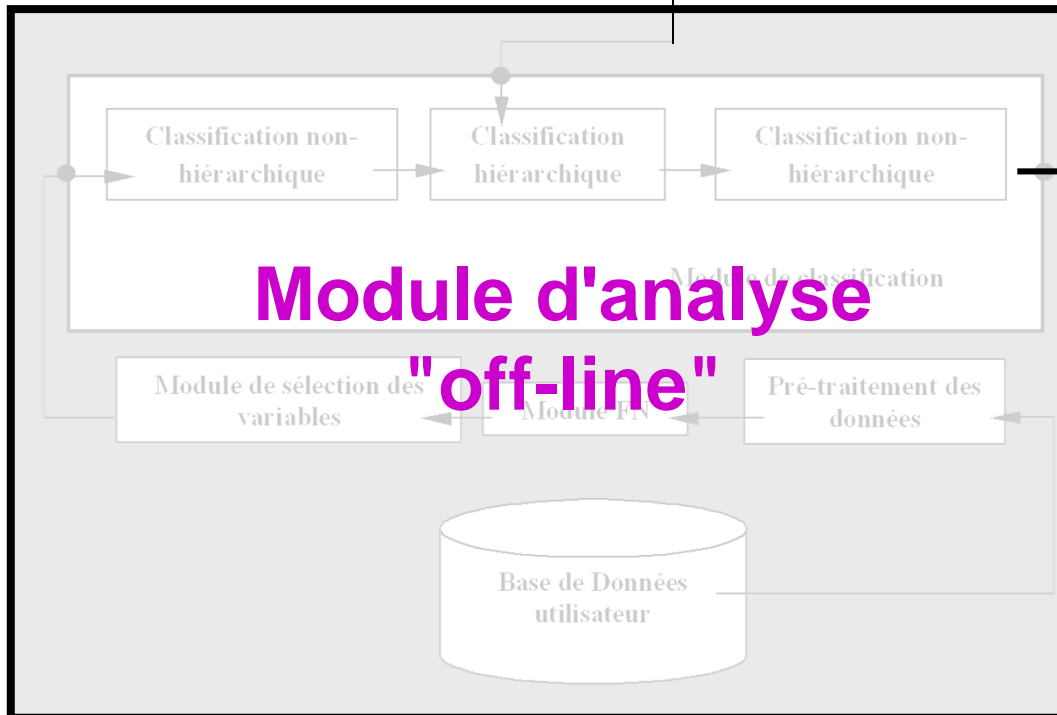 Classification non-
hiérarchique
Classification
hiérarchique
Classification non-
hiérarchique
Module de classification
Module d'analyse
"off-line"
Module de sélection des
variables
Module FN
Pré-traitement des
données
Base de Données
utilisateur